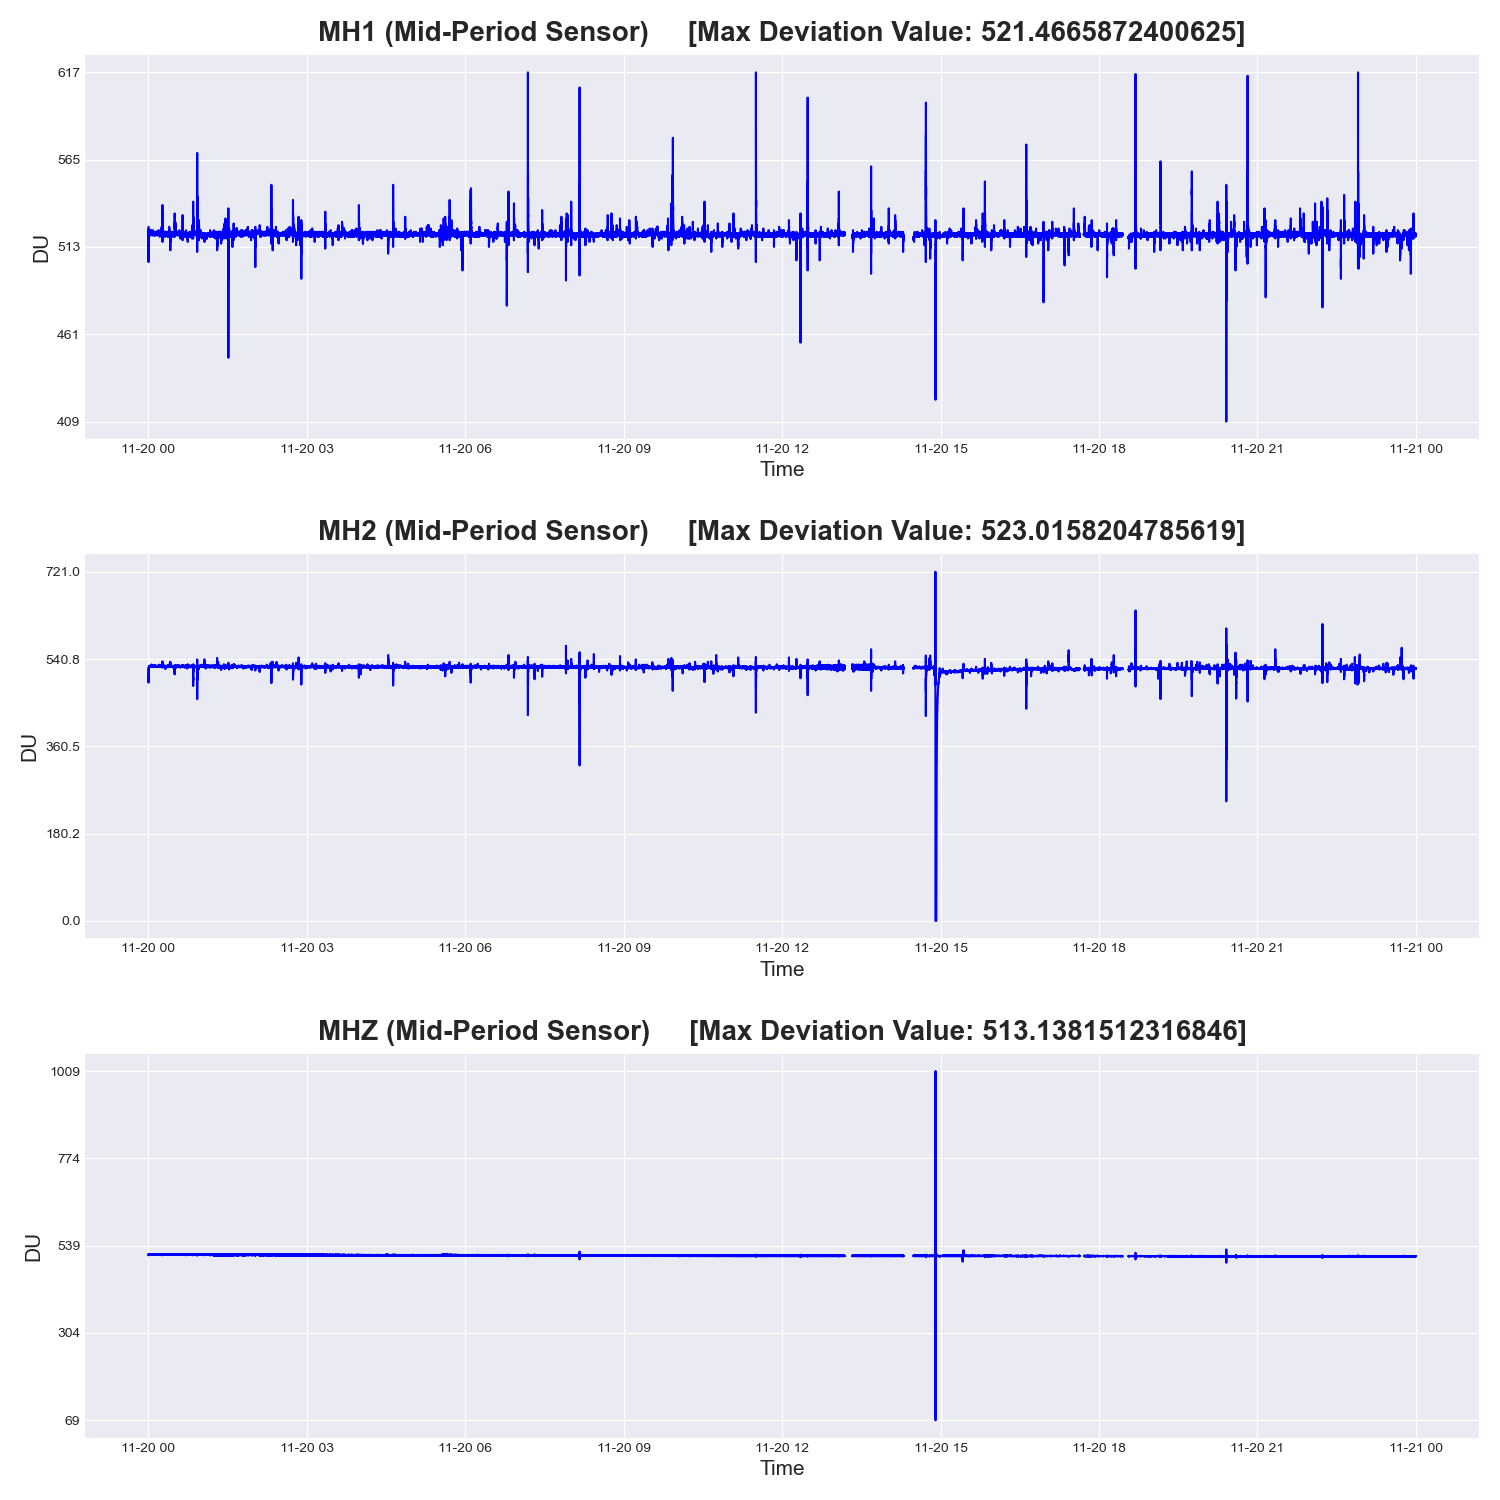 MH1 (Mid-Period Sensor) [Max Deviation Value: 521.4665872400625]
617
565
513
461
409
DU
11-20 00 11-20 03 11-20 06 11-20 09 11-20 12 11-20 15 11-20 18 11-20 21 11-21 00
Time
MH2 (Mid-Period Sensor) [Max Deviation Value: 523.0158204785619]
721.0
540.8
360.5
180.2
0.0
DU
11-20 00 11-20 03 11-20 06 11-20 09 11-20 12 11-20 15 11-20 18 11-20 21 11-21 00
Time
MHZ (Mid-Period Sensor) [Max Deviation Value: 513.1381512316846]
1009
774
539
304
69
DU
11-20 00 11-20 03 11-20 06 11-20 09 11-20 12 11-20 15 11-20 18 11-20 21 11-21 00
Time